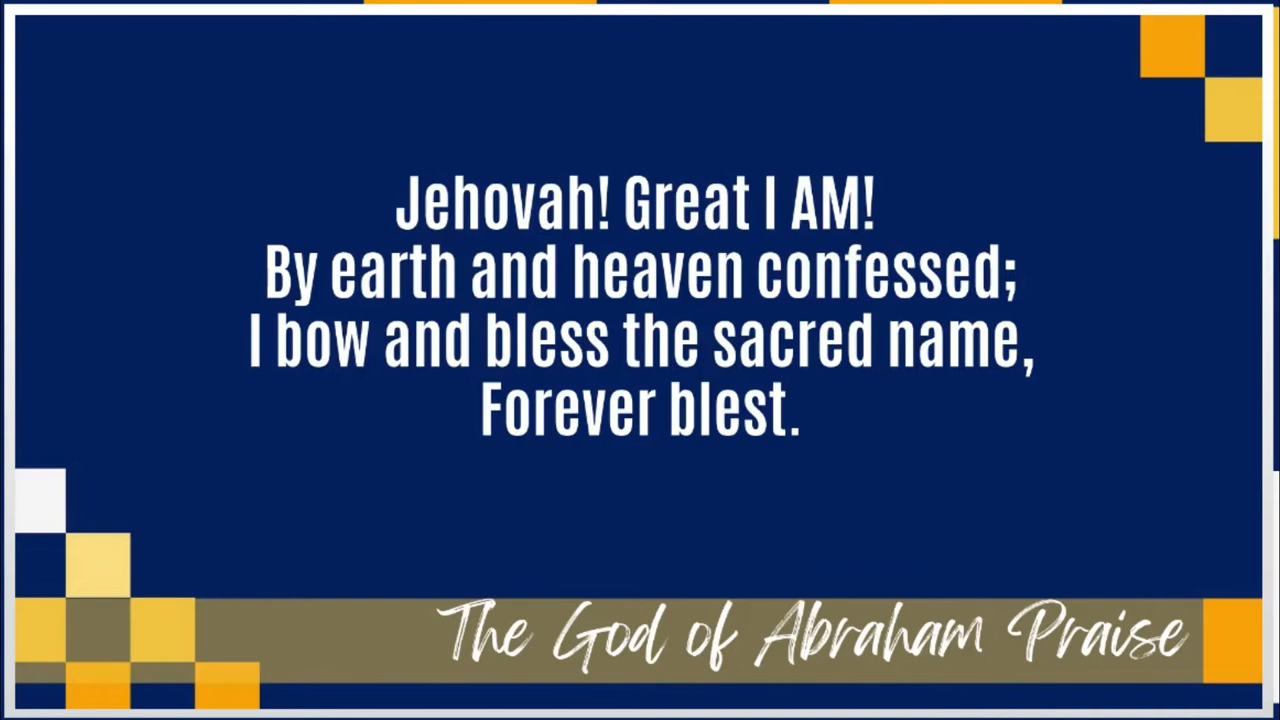 Jehovah! Great I AM!
By earth and heaven confessed;
I bow and bless the sacred name,
Forever blest.
The God of Abraham Praise